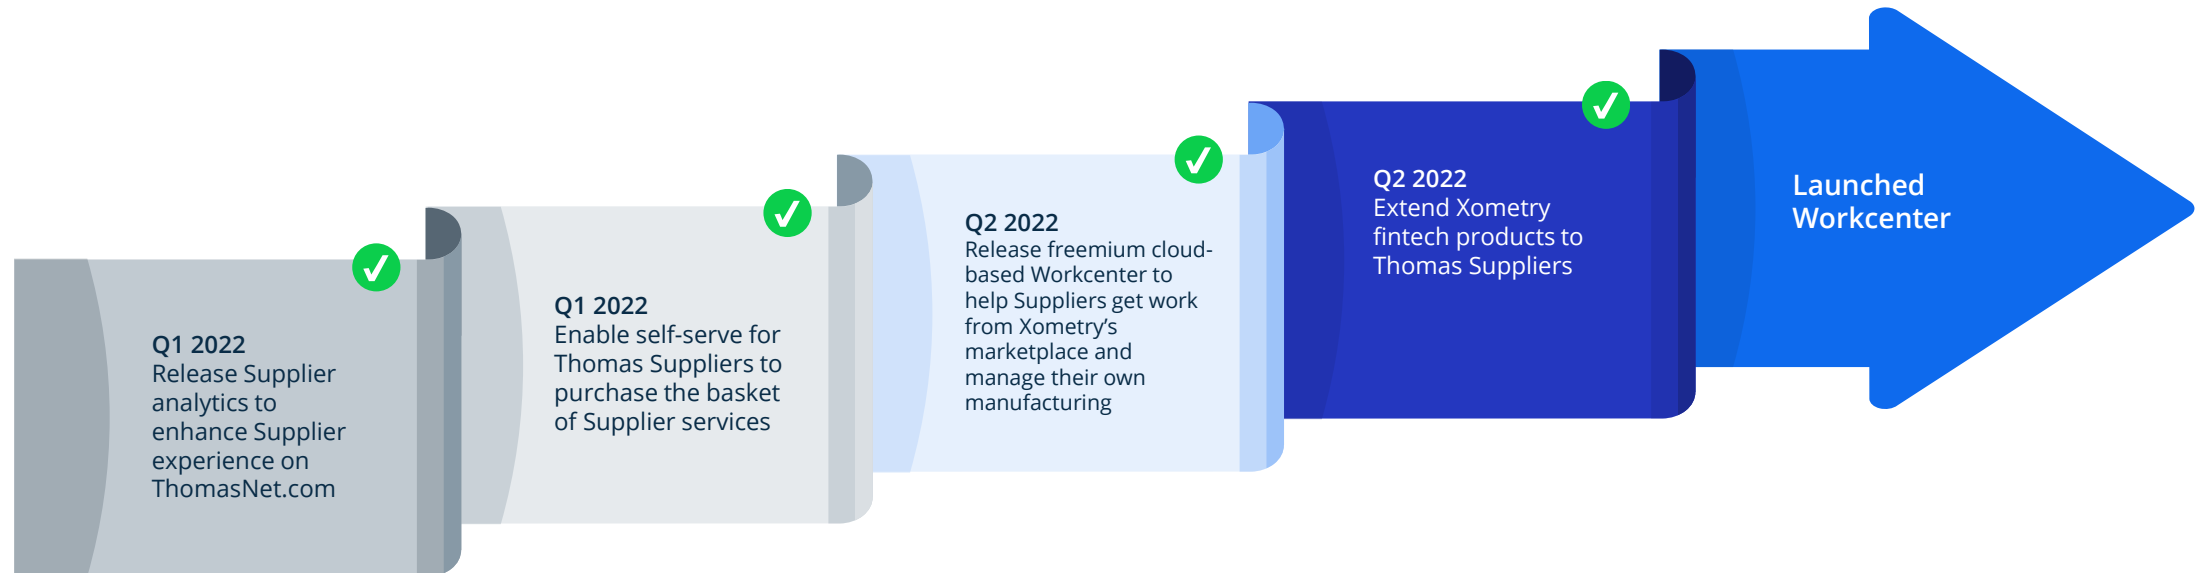 Q1 2022
Release Supplier
analytics to
enhance Supplier
experience on
ThomasNet.com
Q1 2022
Enable self-serve for
Thomas Suppliers to
purchase the basket
of Supplier services
Q2 2022
Release freemium cloud-
based Workcenter to
help Suppliers get work
from Xometry’s
marketplace and
manage their own
manufacturing
Q2 2022
Extend Xometry
fintech products to
Thomas Suppliers
Launched
Workcenter